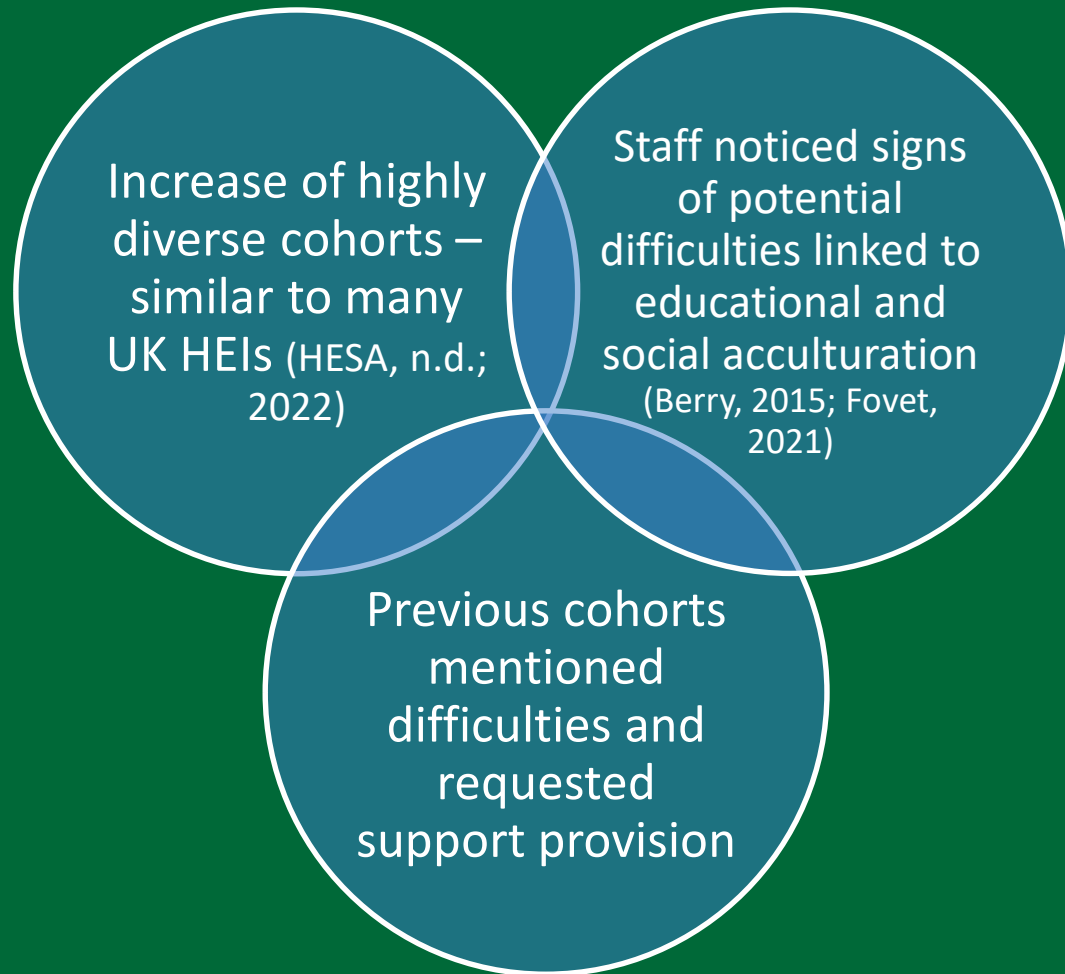 Increase of highly
diverse cohorts –
similar to many
UK HEIs (HESA, n.d.;
2022)
Staff noticed signs
of potential
difficulties linked to
educational and
social acculturation
(Berry, 2015; Fovet,
2021)
Previous cohorts
mentioned
difficulties and
requested
support provision